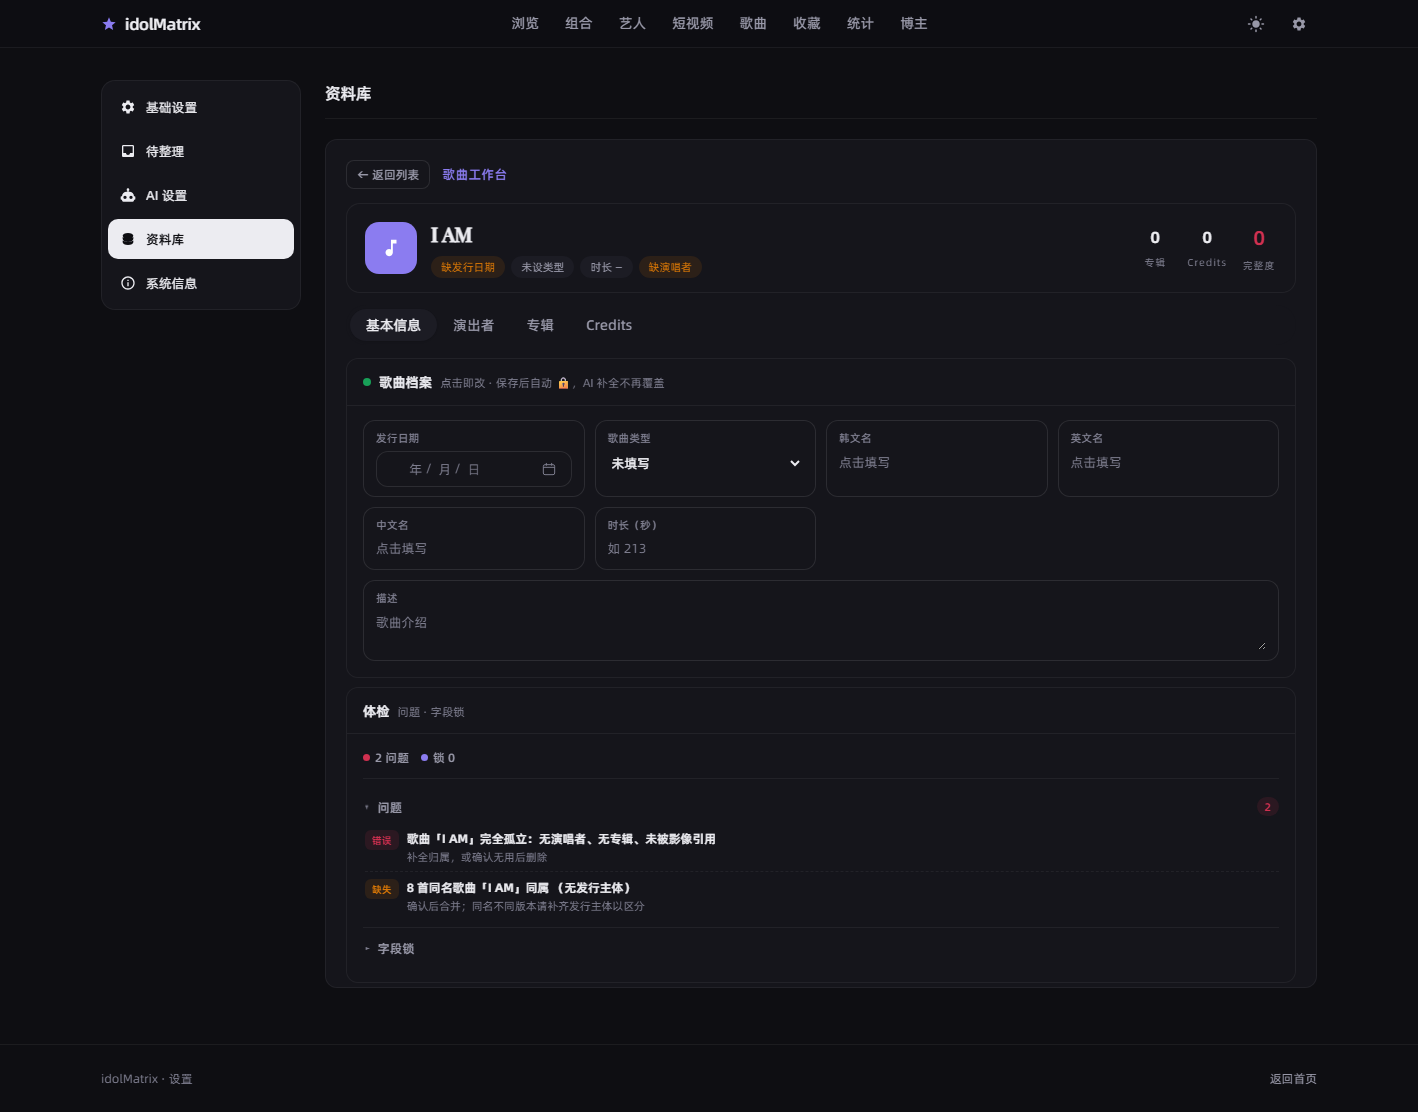 idolMatrix
浏览 组合 艺人 短视频 歌曲 收藏 统计 博主
基础设置
待整理
AI 设置
资料库
系统信息
资料库
← 返回列表 歌曲工作台
I AM
缺发行日期 未设类型 时长 – 缺演唱者
0 专辑
0 Credits
0 完整度
基本信息 演出者 专辑 Credits
歌曲档案 点击即改 · 保存后自动 🔒，AI 补全不再覆盖
发行日期
年 / 月 / 日
歌曲类型
未填写
韩文名
点击填写
英文名
点击填写
中文名
点击填写
时长（秒）
如 213
描述
歌曲介绍
体检 问题 · 字段锁
2 问题 锁 0
问题 2
错误 歌曲「I AM」完全孤立：无演唱者、无专辑、未被影像引用
补全归属，或确认无用后删除
缺失 8 首同名歌曲「I AM」同属 （无发行主体）
确认后合并；同名不同版本请补齐发行主体以区分
字段锁
idolMatrix · 设置
返回首页